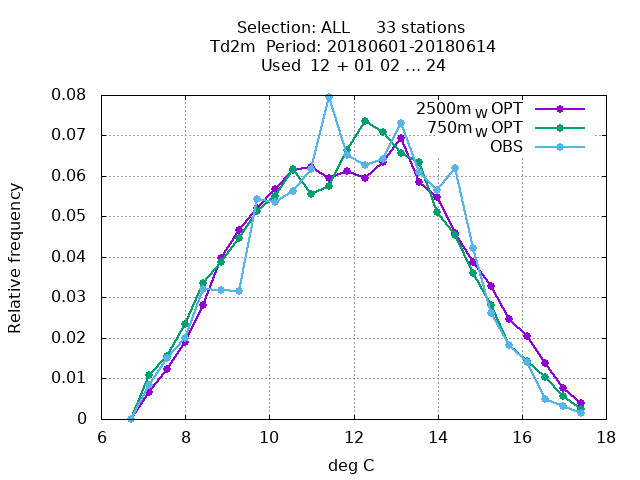 Selection: ALL 33 stations
Td2m Period: 20180601-20180614
Used 12 + 01 02 ... 24
2500m w OPT
750m w OPT
OBS
Relative frequency
0.08
0.07
0.06
0.05
0.04
0.03
0.02
0.01
0
6 8 10 12 14 16 18
deg C